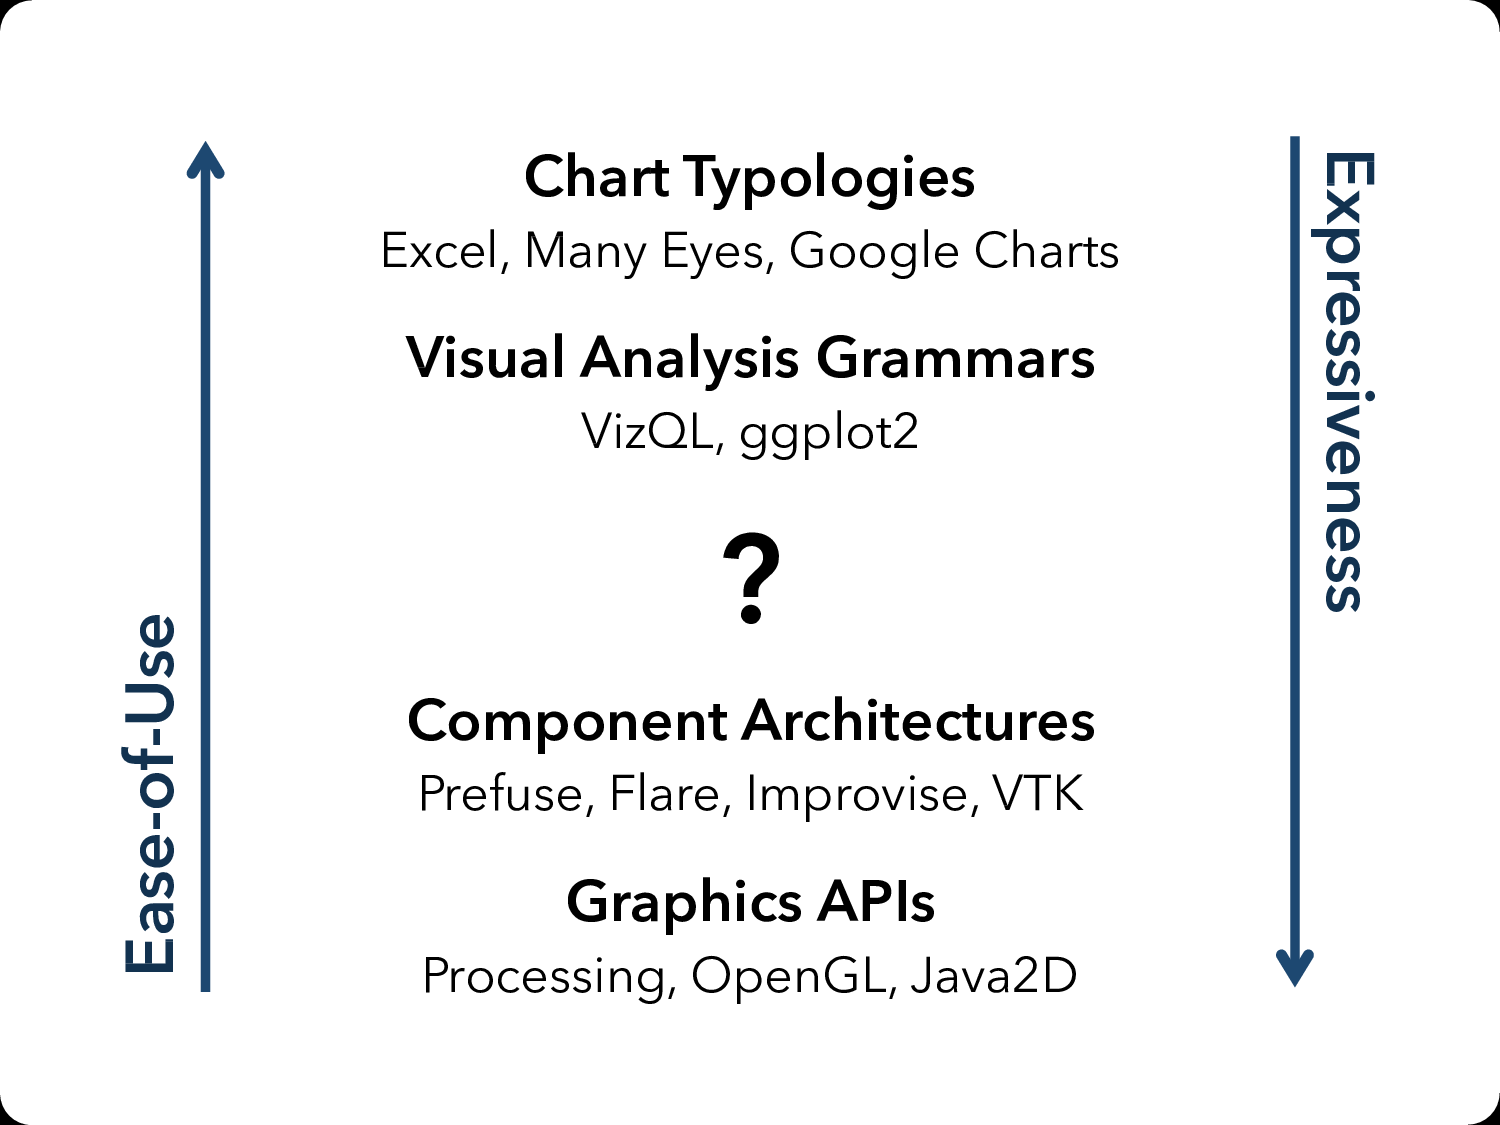 Chart Typologies
Excel, Many Eyes, Google Charts
Visual Analysis Grammars
VizQL, ggplot2
?
Component Architectures
Prefuse, Flare, Improvise, VTK
Graphics APIs
Processing, OpenGL, Java2D
Ease-of-Use
Expressiveness